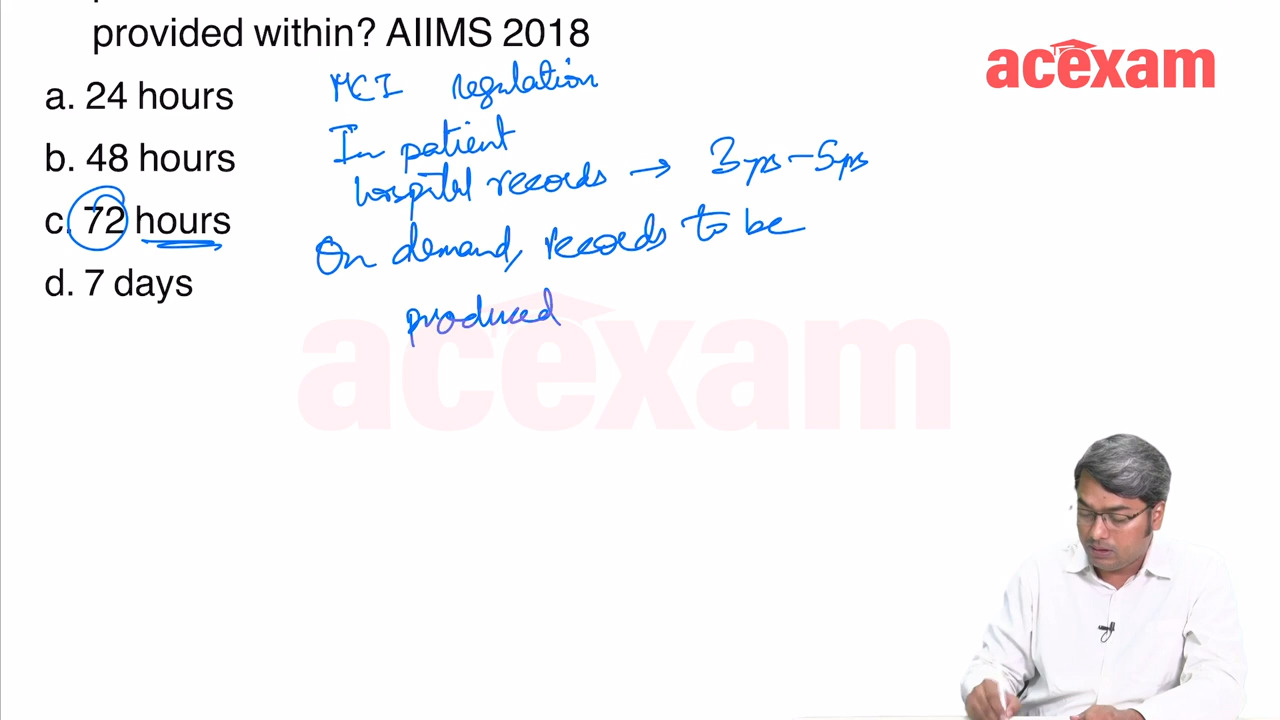 provided within? AIIMS 2018
acexam
a. 24 hours
MCI regulation
b. 48 hours
In patient
hospital records → 3yrs - 5yrs
c. 72 hours
On demand, records to be
d. 7 days
produced
acexam